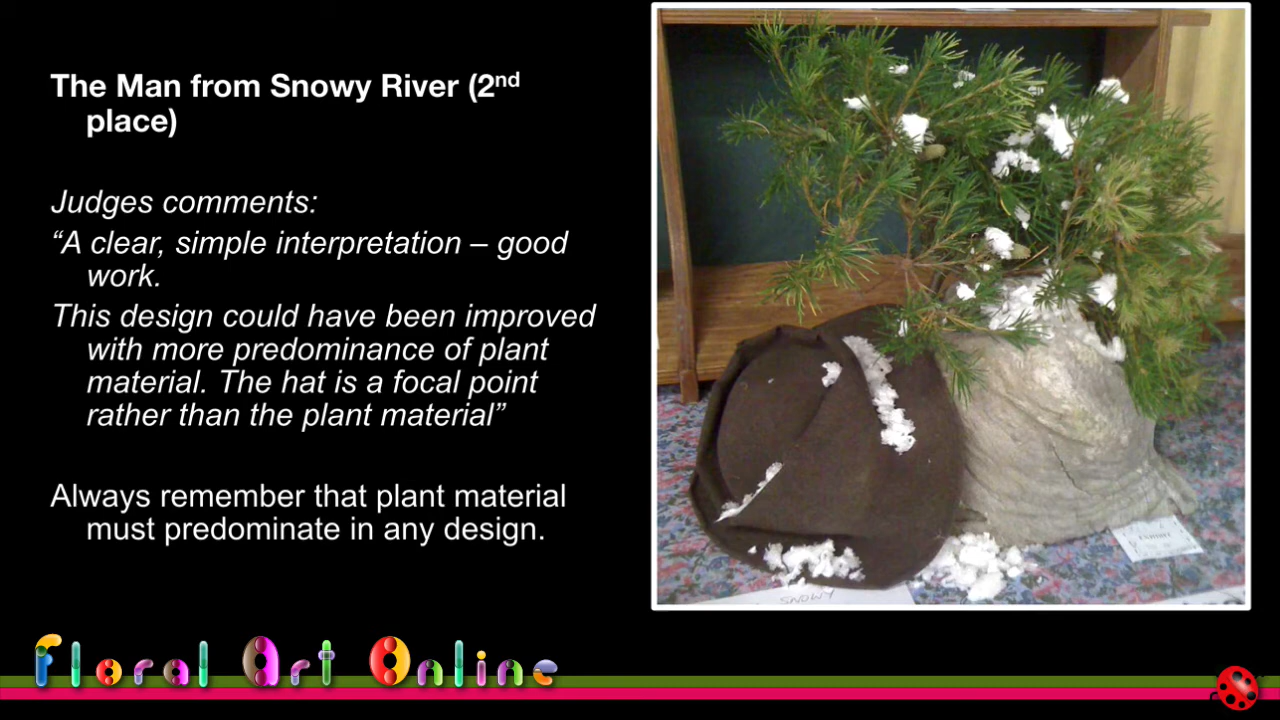 The Man from Snowy River (2nd
place)
Judges comments:
“A clear, simple interpretation – good
work.
This design could have been improved
with more predominance of plant
material. The hat is a focal point
rather than the plant material”
Always remember that plant material
must predominate in any design.
SNOWY
Floral Art Online